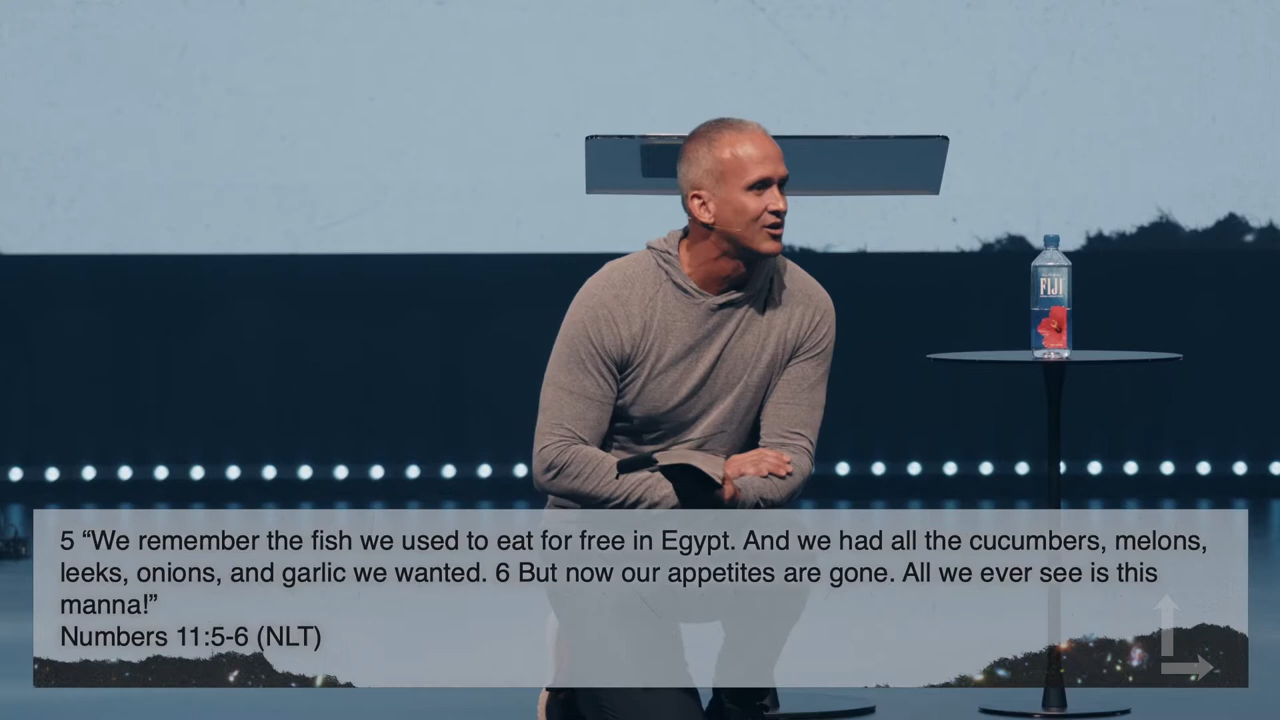 FIJI
5 “We remember the fish we used to eat for free in Egypt. And we had all the cucumbers, melons,
leeks, onions, and garlic we wanted. 6 But now our appetites are gone. All we ever see is this
manna!”
Numbers 11:5-6 (NLT)